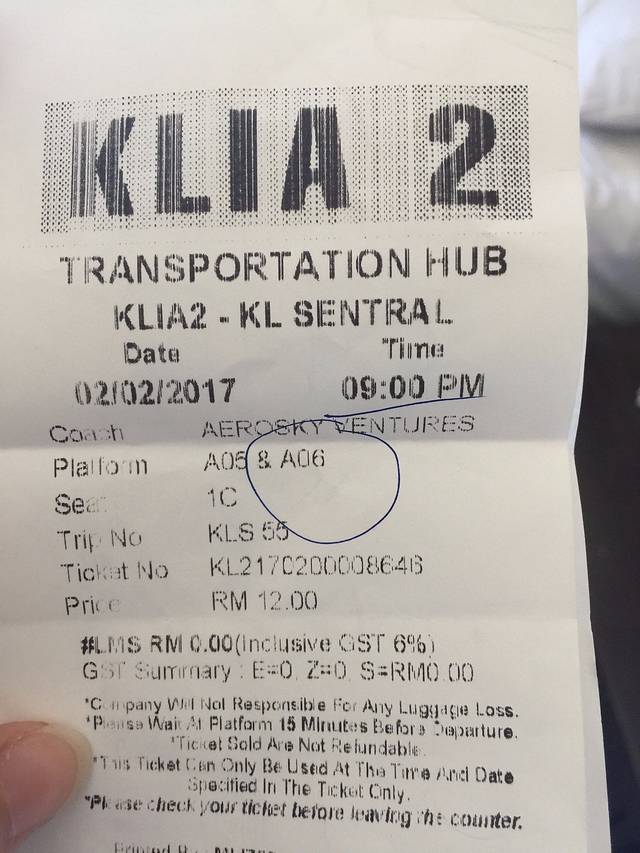 KLIA 2
TRANSPORTATION HUB
KLIA2 - KL SENTRAL
Date Time
02/02/2017 09:00 PM
Coach AEROSKY VENTURES
Platform A05 & A06
Seat 1C
Trip No KLS 55
Ticket No KL2170200008646
Price RM 12.00
#LMS RM 0.00(Inclusive GST 6%)
GST Summary : E=0, Z=0, S=RM0.00
*Company Will Not Responsible For Any Luggage Loss.
*Please Wait At Platform 15 Minutes Before Departure.
*Ticket Sold Are Not Refundable.
*This Ticket Can Only Be Used At The Time And Date
Specified In The Ticket Only.
*Please check your ticket before leaving the counter.
Printed